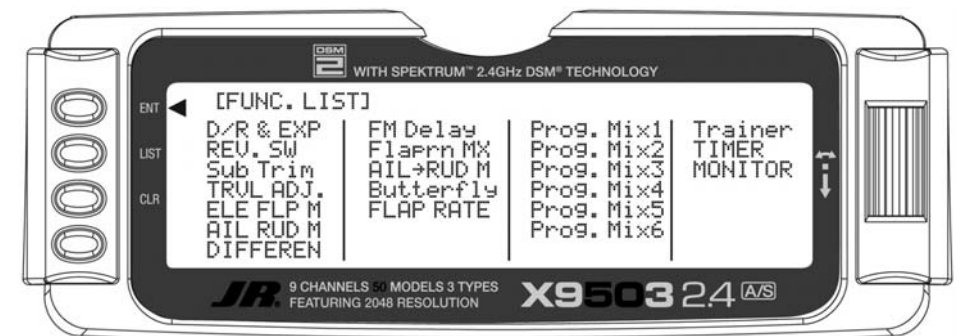 DSM
2 WITH SPEKTRUM™ 2.4GHz DSM® TECHNOLOGY
ENT
LIST
CLR
[FUNC. LIST]
D/R & EXP
REV. SW
Sub Trim
TRVL ADJ.
ELE FLP M
AIL RUD M
DIFFEREN
FM Delay
Flaprn MX
AIL→RUD M
Butterfly
FLAP RATE
Prog. Mix1
Prog. Mix2
Prog. Mix3
Prog. Mix4
Prog. Mix5
Prog. Mix6
Trainer
TIMER
MONITOR
JR. 9 CHANNELS 50 MODELS 3 TYPES
FEATURING 2048 RESOLUTION
X9503 2.4 A/S